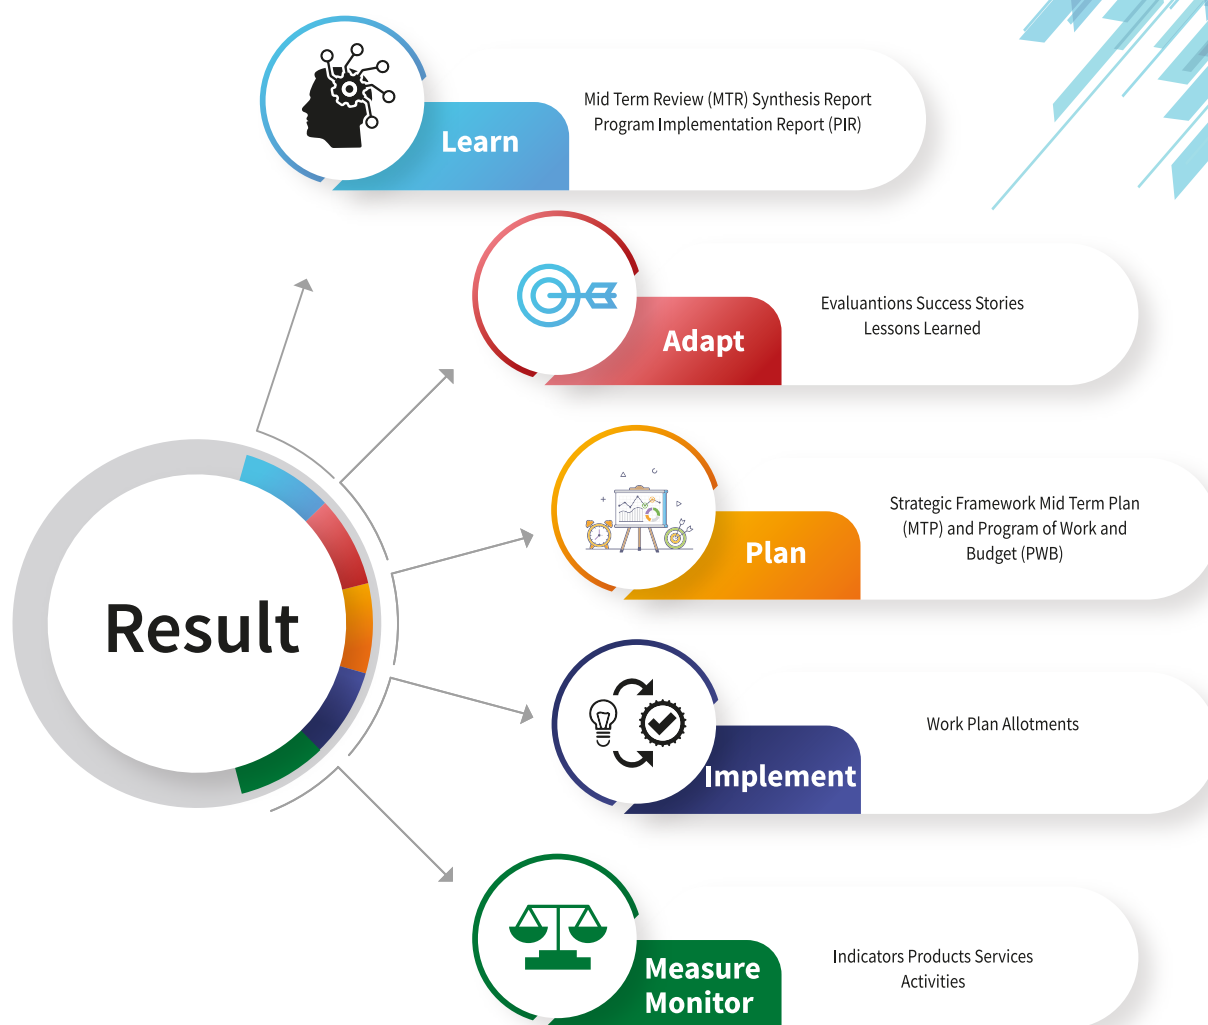 Learn
Mid Term Review (MTR) Synthesis Report
Program Implementation Report (PIR)
Adapt
Evaluantions Success Stories
Lessons Learned
Plan
Strategic Framework Mid Term Plan
(MTP) and Program of Work and
Budget (PWB)
Result
Implement
Work Plan Allotments
Measure
Monitor
Indicators Products Services
Activities